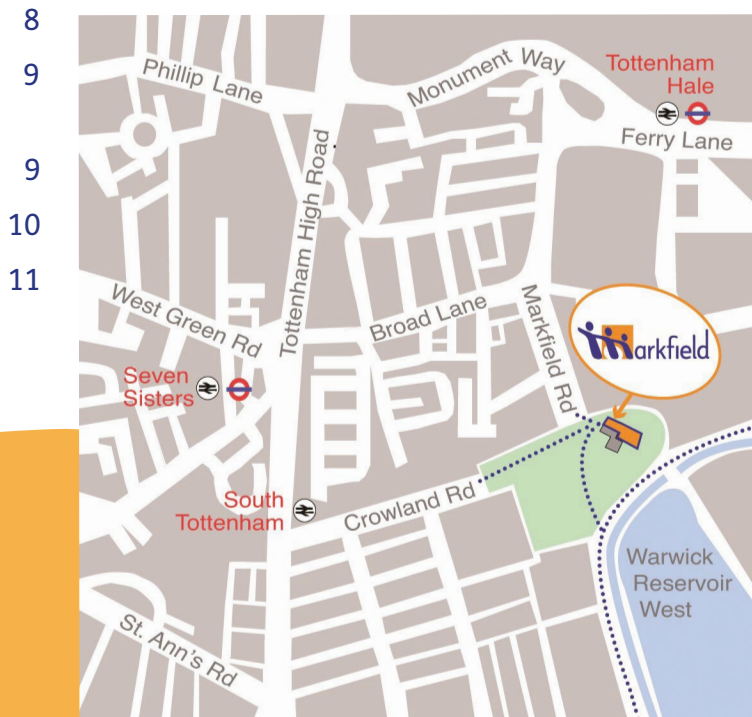 8
9
9
10
11
Phillip Lane
Monument Way
Tottenham
Hale
Ferry Lane
Tottenham High Road
West Green Rd
Broad Lane
Markfield Rd
markfield
Seven
Sisters
South
Tottenham
Crowland Rd
Warwick
Reservoir
West
St. Ann's Rd